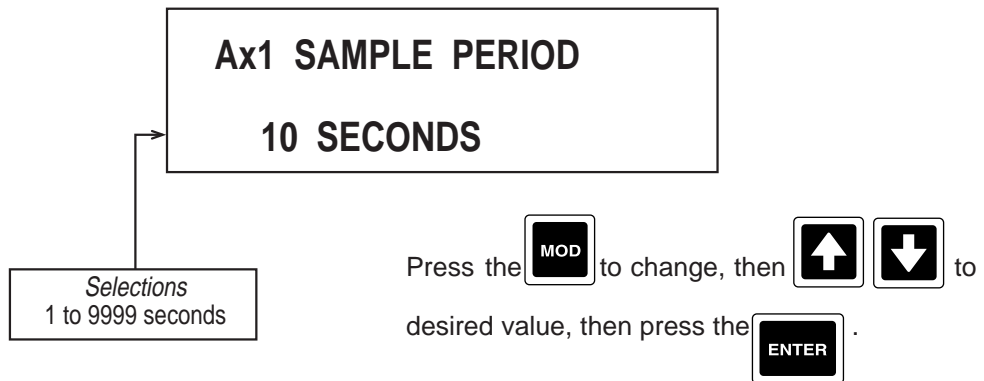 Ax1 SAMPLE PERIOD
10 SECONDS
Selections
1 to 9999 seconds
Press the MOD to change, then to
desired value, then press the ENTER .